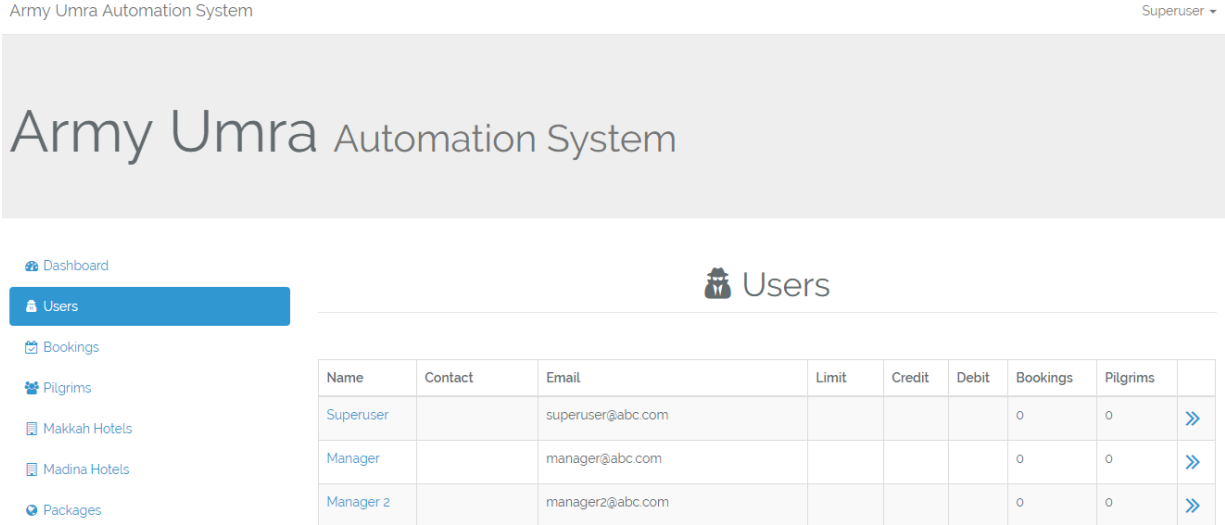 Army Umra Automation System
Superuser
Army Umra Automation System
Dashboard
Users
Bookings
Pilgrims
Makkah Hotels
Madina Hotels
Packages
Users
Name Contact Email Limit Credit Debit Bookings Pilgrims
Superuser superuser@abc.com 0 0
Manager manager@abc.com 0 0
Manager 2 manager2@abc.com 0 0